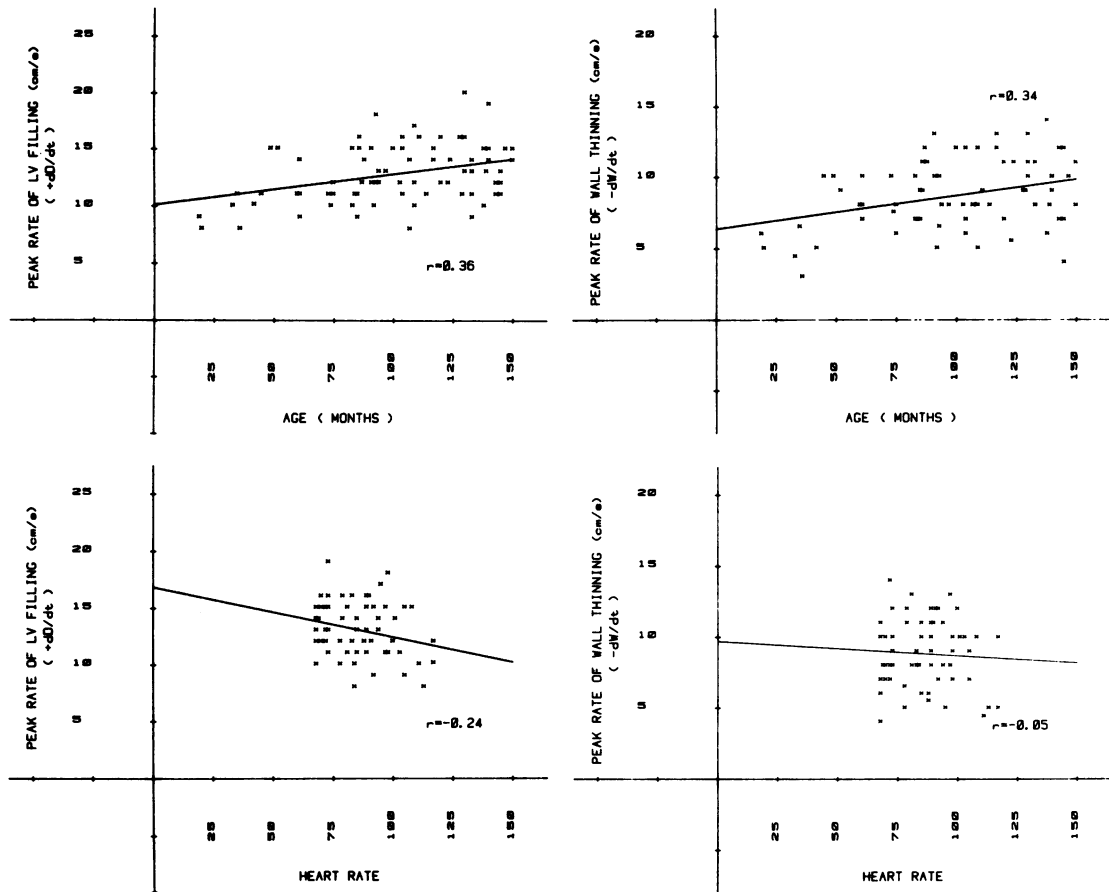 PEAK RATE OF LV FILLING (cm/s)
( +dD/dt )
25
20
15
10
5
r=0.36
25
50
75
100
125
150
AGE ( MONTHS )
PEAK RATE OF WALL THINNING (cm/s)
( -dW/dt )
20
15
10
5
r=0.34
25
50
75
100
125
150
AGE ( MONTHS )
PEAK RATE OF LV FILLING (cm/s)
( +dD/dt )
25
20
15
10
5
r=-0.24
25
50
75
100
125
150
HEART RATE
PEAK RATE OF WALL THINNING (cm/s)
( -dW/dt )
20
15
10
5
r=-0.05
25
50
75
100
125
150
HEART RATE